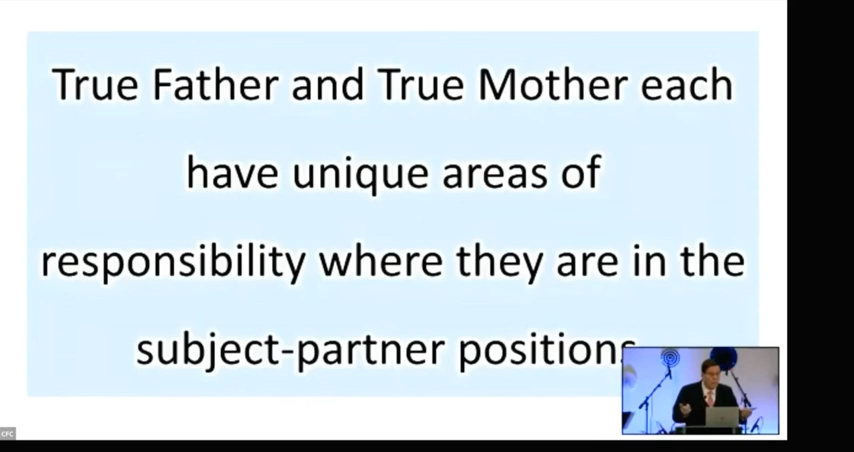 True Father and True Mother each
have unique areas of
responsibility where they are in the
subject-partner positions
CFC